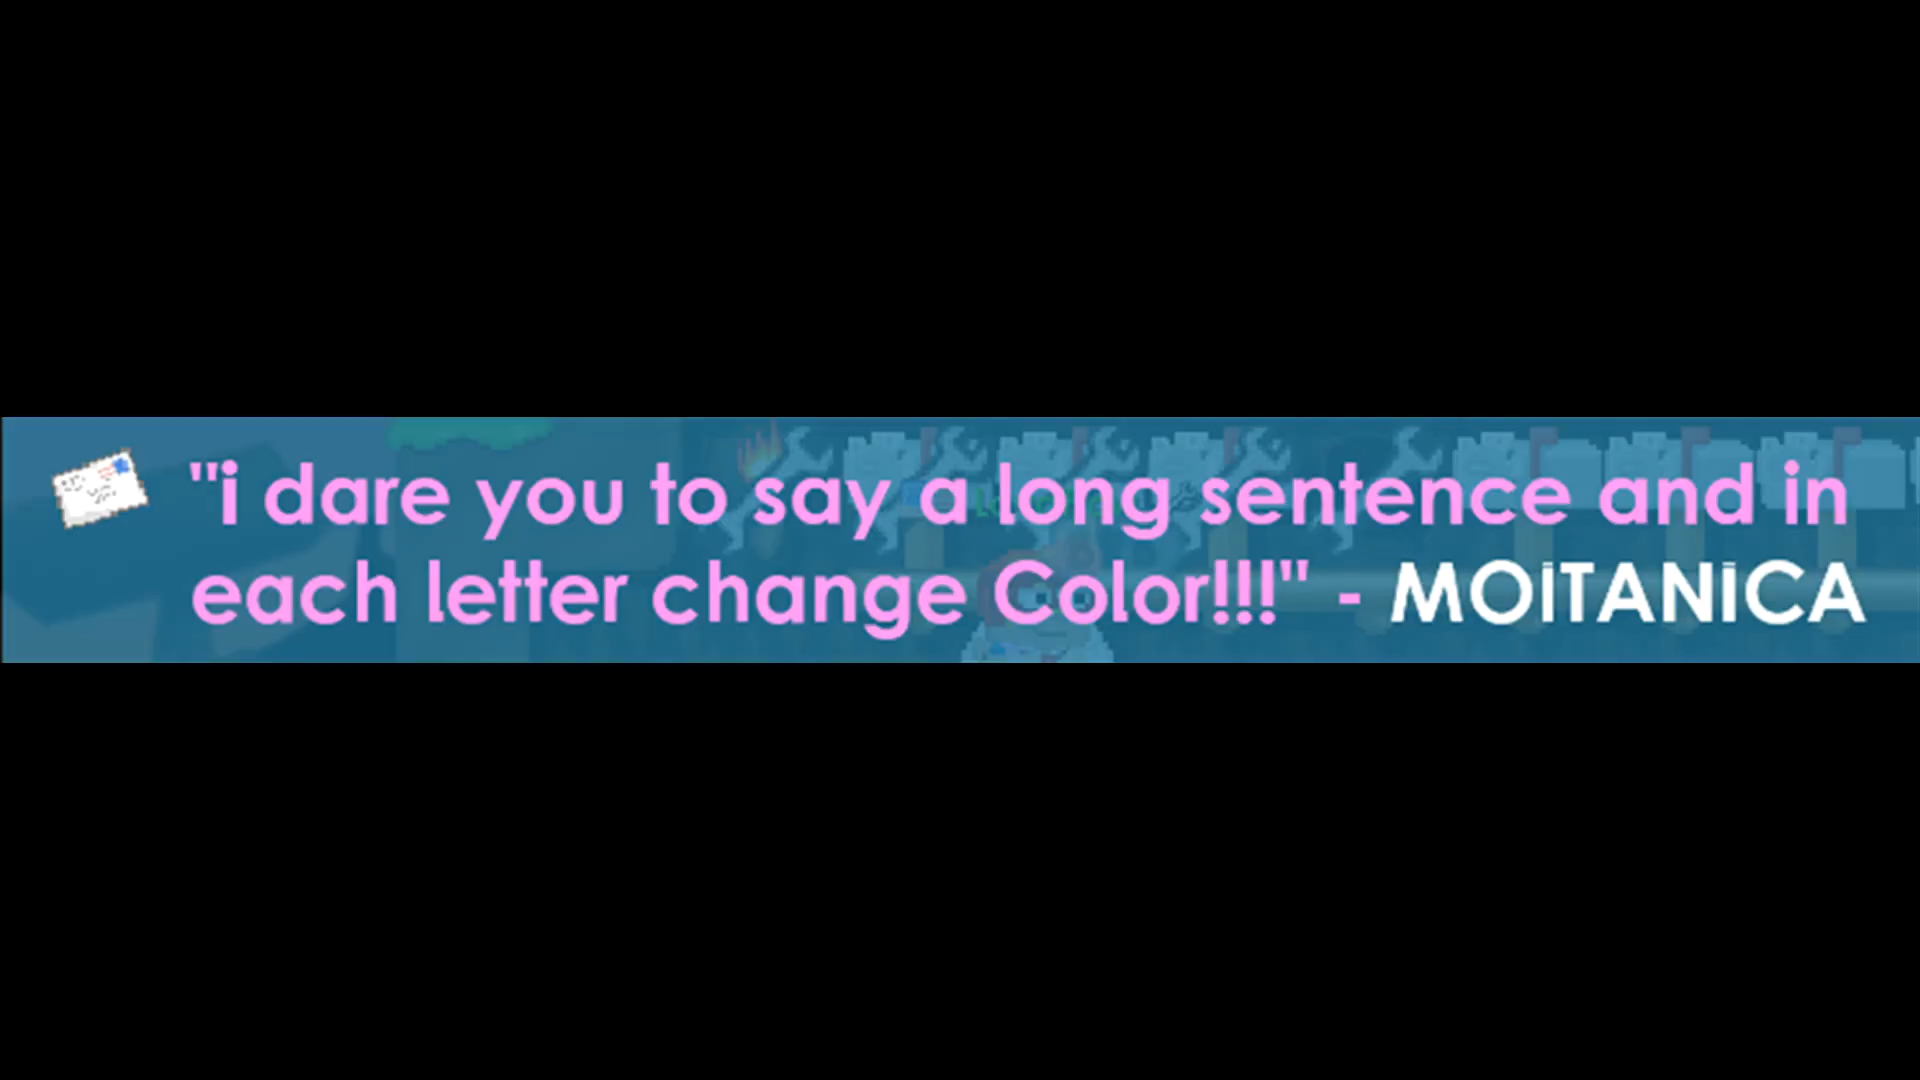 "i dare you to say a long sentence and in
each letter change Color!!!" - MOiTANiCA